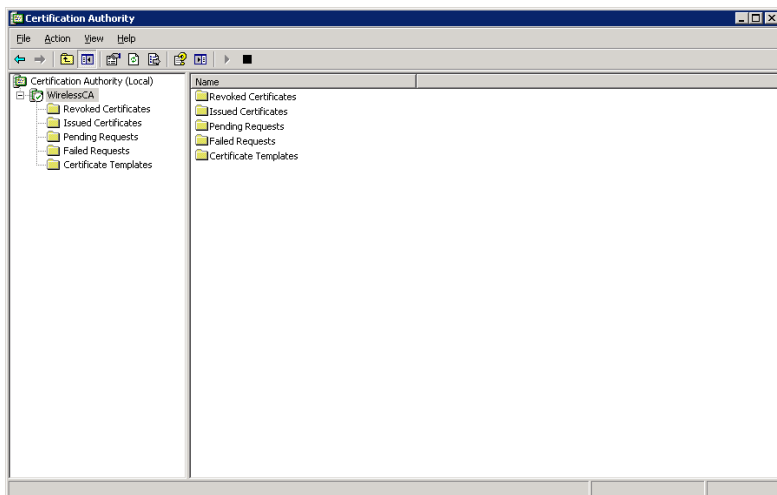 Certification Authority
File Action View Help
Certification Authority (Local)
WirelessCA
Revoked Certificates
Issued Certificates
Pending Requests
Failed Requests
Certificate Templates
Name
Revoked Certificates
Issued Certificates
Pending Requests
Failed Requests
Certificate Templates